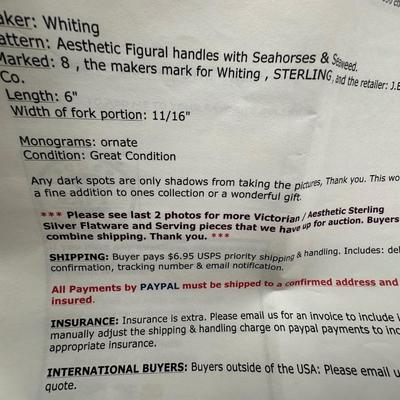 aker: Whiting
attern: Aesthetic Figural handles with Seahorses & Seaweed.
Marked: 8 , the makers mark for Whiting , STERLING, and the retailer: J.E
Co.
Length: 6"
Width of fork portion: 11/16"
Monograms: ornate
Condition: Great Condition
Any dark spots are only shadows from taking the pictures, Thank you. This wo
a fine addition to ones collection or a wonderful gift.
*** Please see last 2 photos for more Victorian / Aesthetic Sterling
Silver Flatware and Serving pieces that we have up for auction. Buyers
combine shipping. Thank you. ***
SHIPPING: Buyer pays $6.95 USPS priority shipping & handling. Includes: del
confirmation, tracking number & email notification.
All Payments by PAYPAL must be shipped to a confirmed address and
insured.
INSURANCE: Insurance is extra. Please email us for an invoice to include i
manually adjust the shipping & handling charge on paypal payments to inc
appropriate insurance.
INTERNATIONAL BUYERS: Buyers outside of the USA: Please email u
quote.